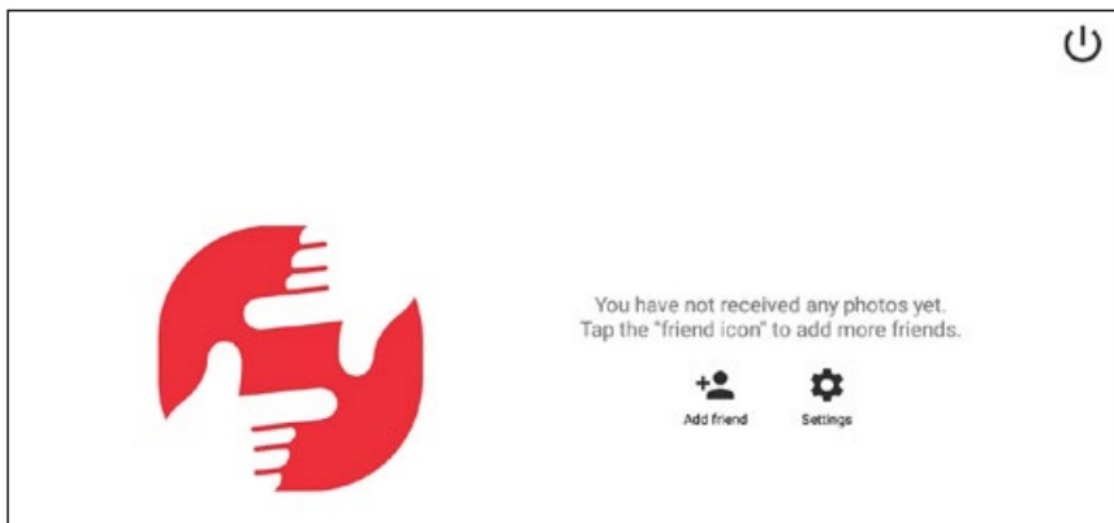 You have not received any photos yet.
Tap the "friend icon" to add more friends.
Add friend
Settings